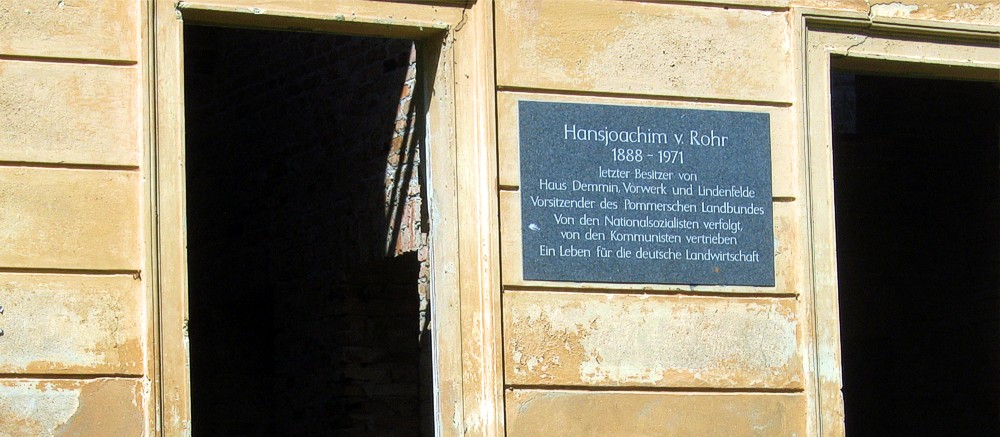 Hansjoachim v. Rohr
1888 - 1971
letzter Besitzer von
Haus Demmin, Vorwerk und Lindenfelde
Vorsitzender des Pommerschen Landbundes
Von den Nationalsozialisten verfolgt,
von den Kommunisten vertrieben
Ein Leben für die deutsche Landwirtschaft